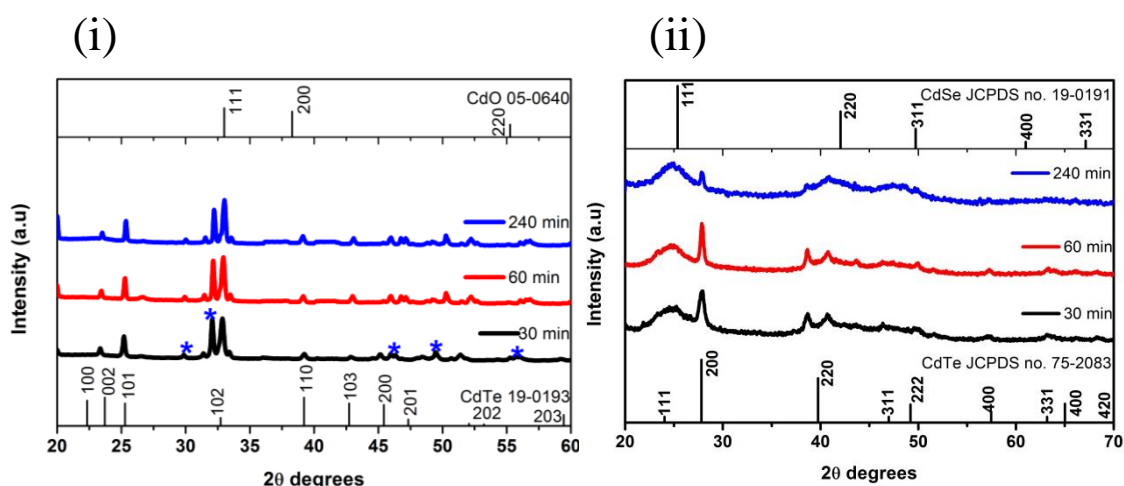 (i)
111
200
220
CdO 05-0640
Intensity (a.u)
240 min
60 min
*
*
*
*
*
30 min
100
002
101
102
110
103
200
201
CdTe 19-0193
202
203
20 25 30 35 40 45 50 55 60
2θ degrees
(ii)
111
220
311
400
331
CdSe JCPDS no. 19-0191
Intensity (a.u)
240 min
60 min
30 min
CdTe JCPDS no. 75-2083
111
200
220
311
222
400
331
400
420
20 30 40 50 60 70
2θ degrees